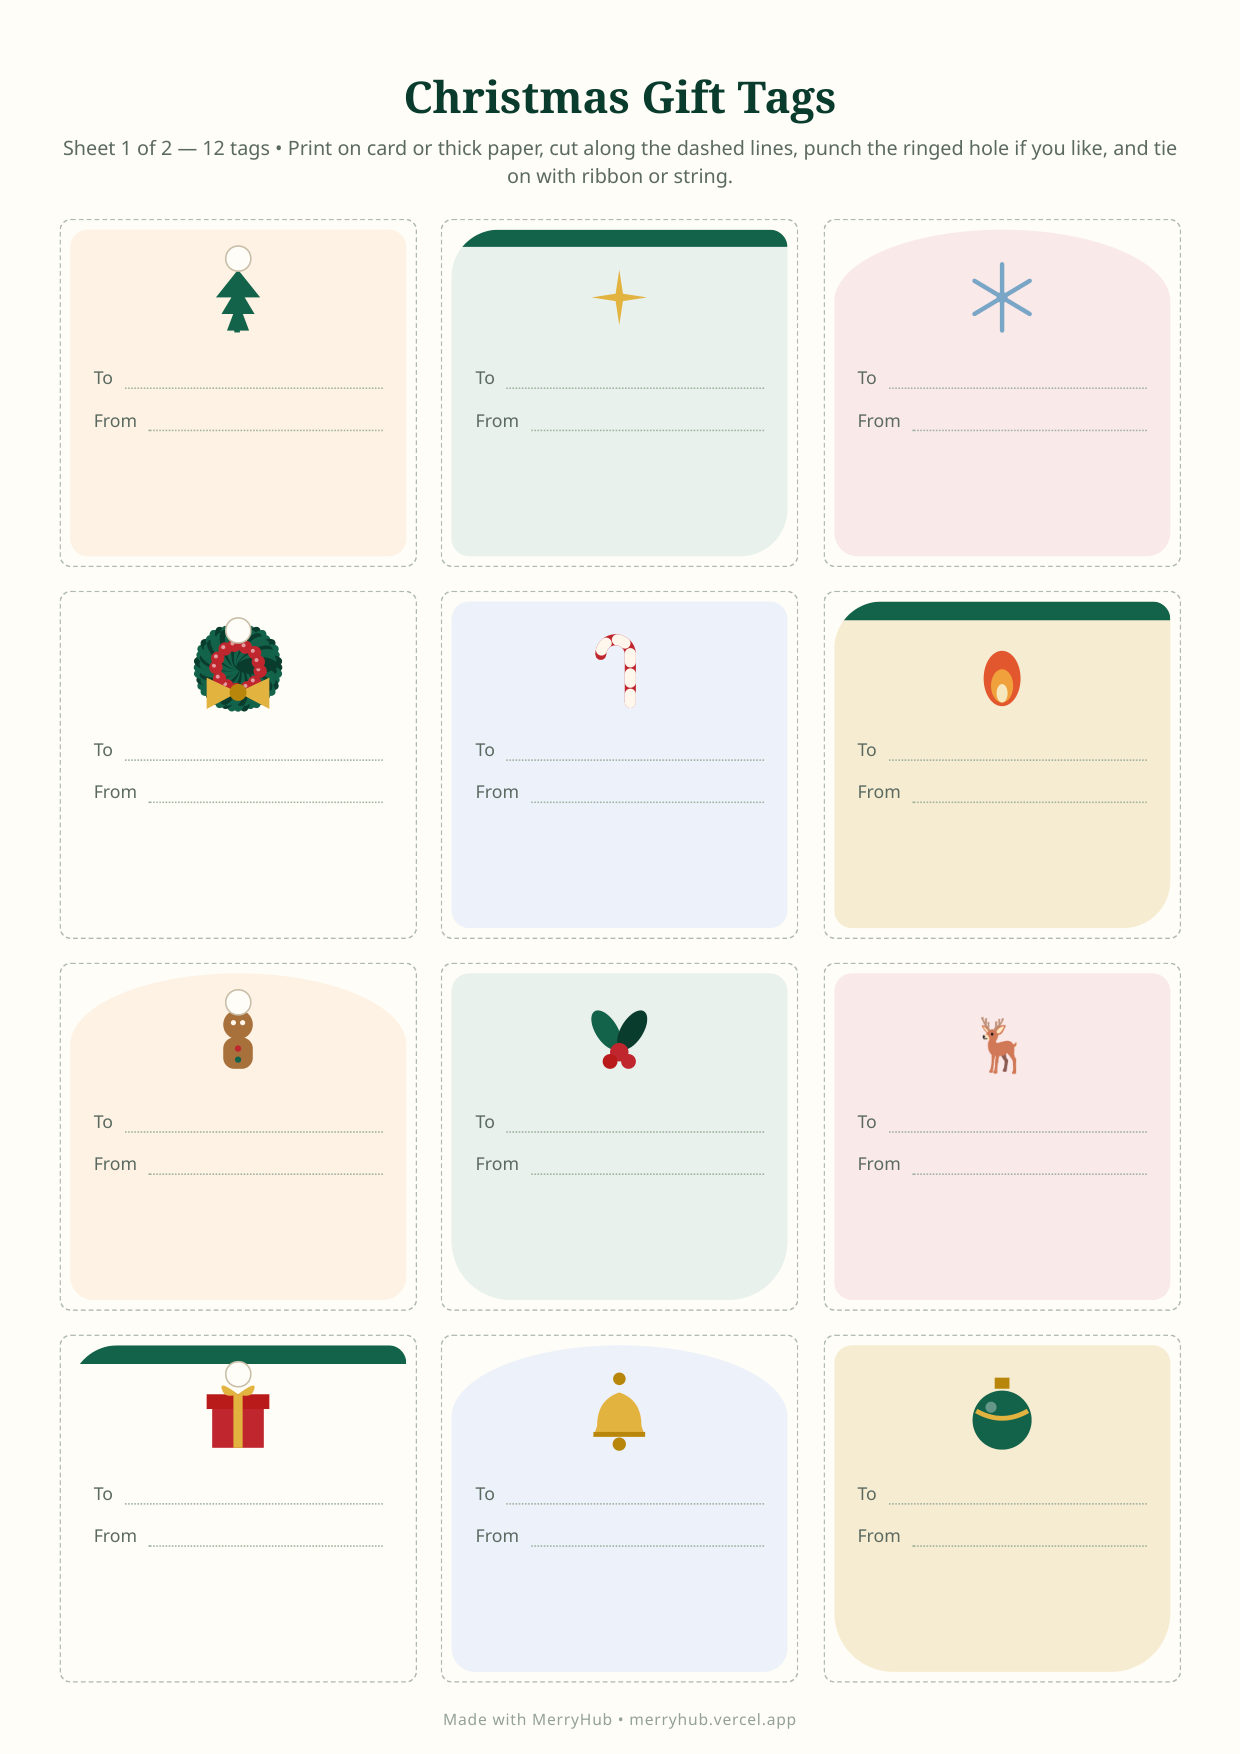 Christmas Gift Tags
Sheet 1 of 2 — 12 tags • Print on card or thick paper, cut along the dashed lines, punch the ringed hole if you like, and tie
on with ribbon or string.
To
From
To
From
To
From
To
From
To
From
To
From
To
From
To
From
To
From
To
From
To
From
To
From
Made with MerryHub • merryhub.vercel.app